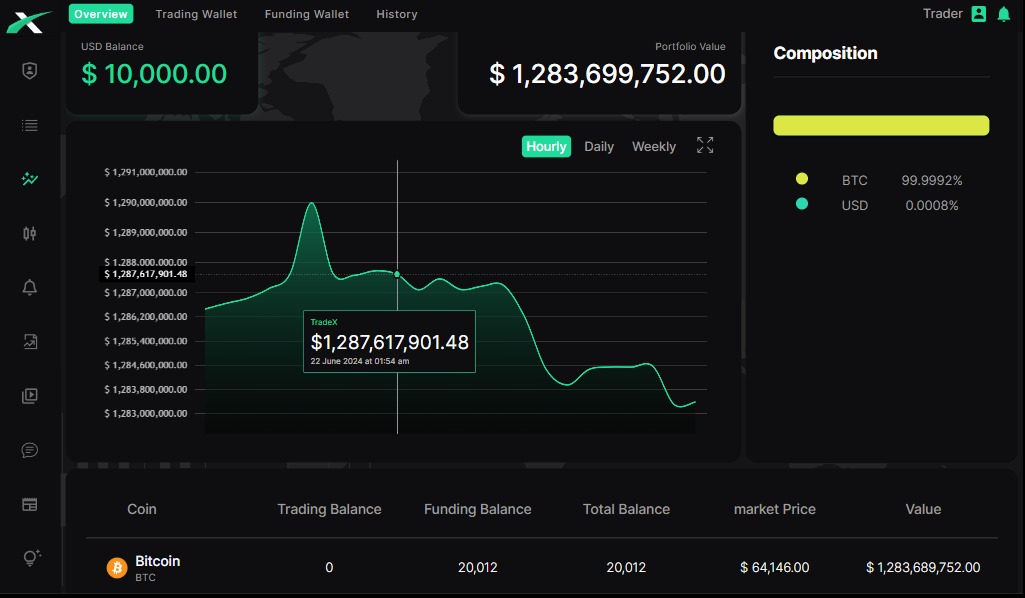 Overview Trading Wallet Funding Wallet History Trader
USD Balance
$ 10,000.00
Portfolio Value
$ 1,283,699,752.00
Composition
BTC 99.9992%
USD 0.0008%
Hourly Daily Weekly
$ 1,291,000,000.00
$ 1,290,000,000.00
$ 1,289,000,000.00
$ 1,288,000,000.00
$ 1,287,617,901.48
$ 1,287,000,000.00
$ 1,286,200,000.00
$ 1,285,400,000.00
$ 1,284,600,000.00
$ 1,283,800,000.00
$ 1,283,000,000.00
TradeX
$1,287,617,901.48
22 June 2024 at 01:54 am
Coin Trading Balance Funding Balance Total Balance market Price Value
Bitcoin 0 20,012 20,012 $ 64,146.00 $ 1,283,689,752.00
BTC